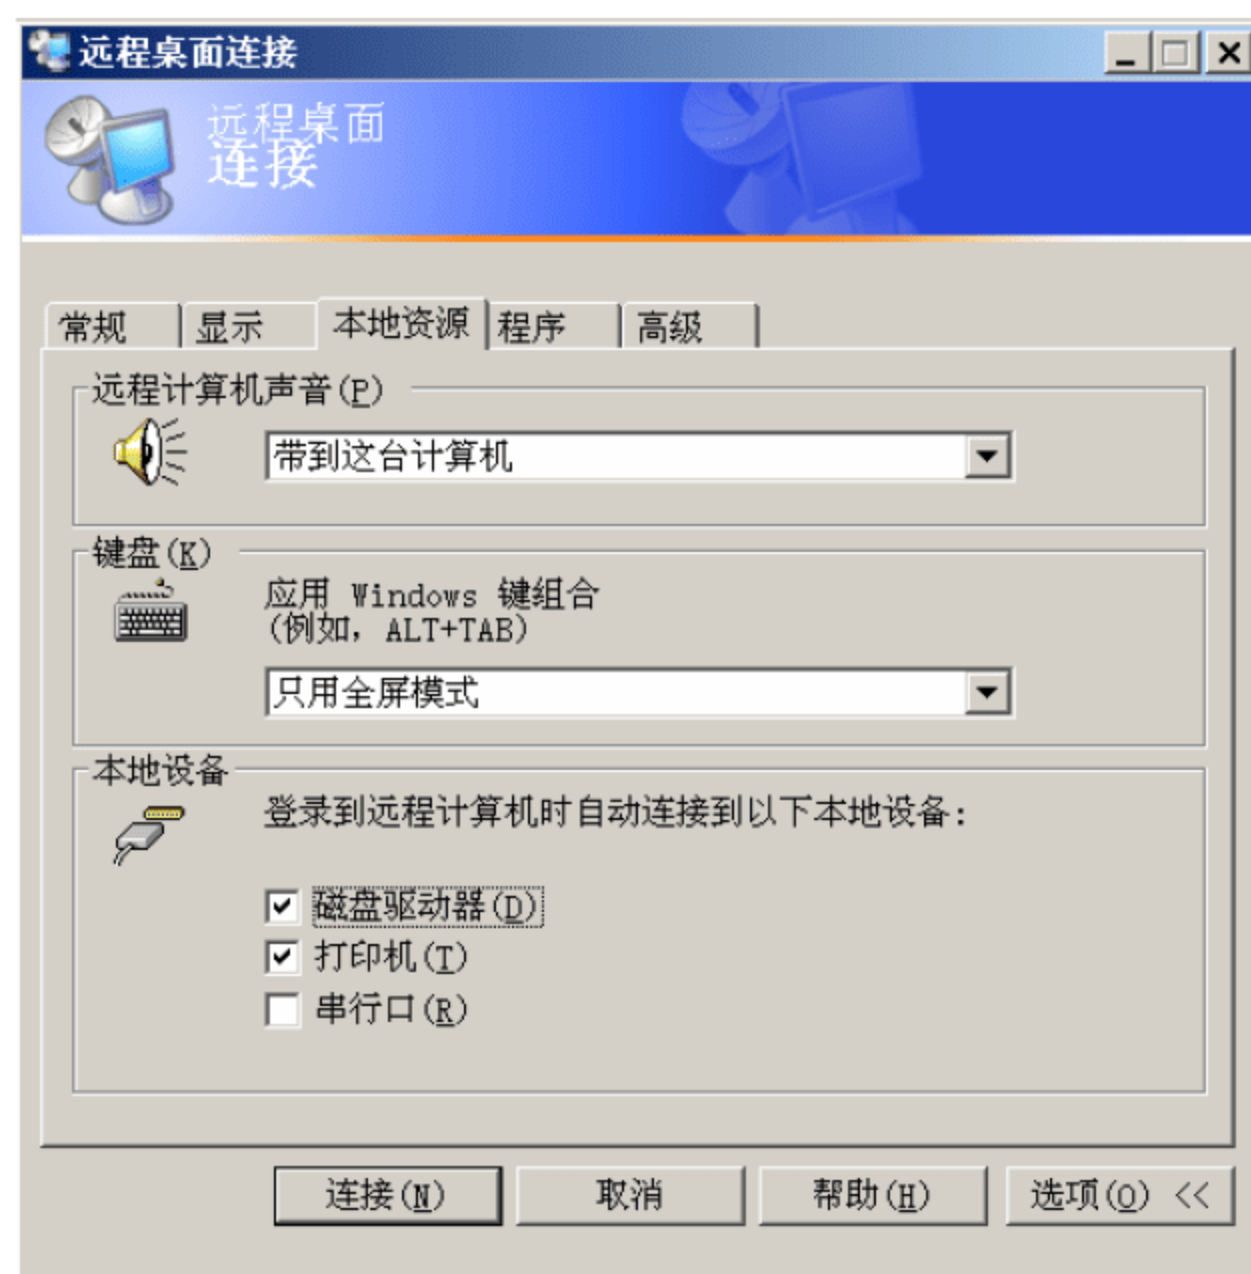 远程桌面连接
远程桌面
连接
常规 显示 本地资源 程序 高级
远程计算机声音(P)
带到这台计算机
键盘(K)
应用 Windows 键组合
(例如, ALT+TAB)
只用全屏模式
本地设备
登录到远程计算机时自动连接到以下本地设备:
磁盘驱动器(D)
打印机(T)
串行口(R)
连接(N) 取消 帮助(H) 选项(O) <<